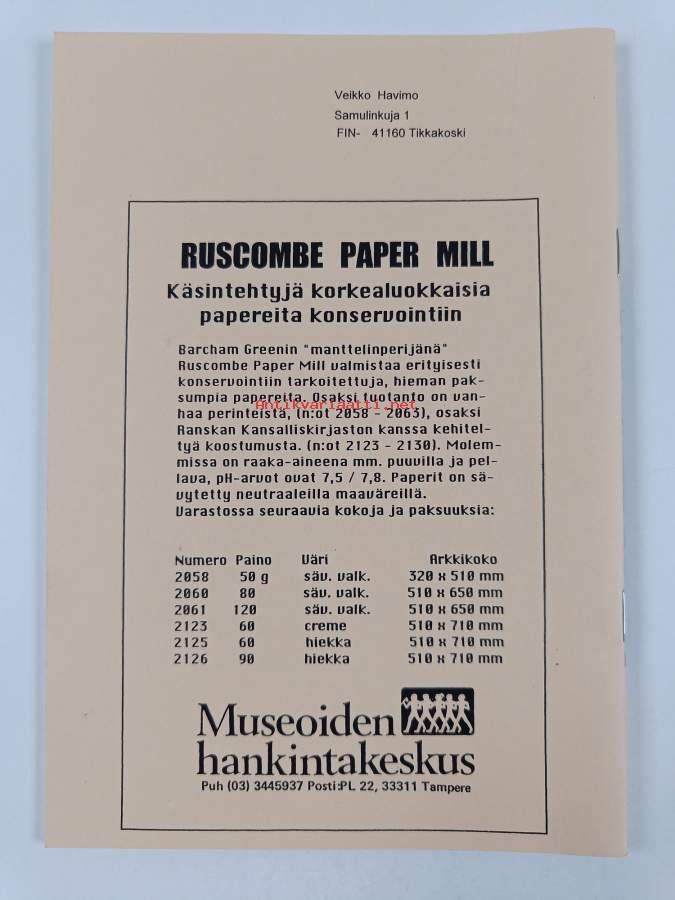 Veikko Havimo
Samulinkuja 1
FIN- 41160 Tikkakoski
RUSCOMBE PAPER MILL
Käsintehtyjä korkealuokkaisia
papereita konservointiin
Barcham Greenin "manttelinperijänä"
Ruscombe Paper Mill valmistaa erityisesti
konservointiin tarkoitettuja, hieman pak-
sumpia papereita. Osaksi tuotanto on van-
haa perinteistä, (n:ot 2058 - 2063), osaksi
Antikvariaatti.net
Ranskan Kansalliskirjaston kanssa kehitel-
tyä koostumusta. (n:ot 2123 - 2130). Molem-
missa on raaka-aineena mm. puuvilla ja pel-
lava, pH-arvot ovat 7,5 / 7,8. Paperit on sä-
vytetty neutraaleilla maaväreillä.
Varastossa seuraavia kokoja ja paksuuksia:
Numero Paino Väri Arkkikoko
2058 50 g säv. valk. 320 x 510 mm
2060 80 säv. valk. 510 x 650 mm
2061 120 säv. valk. 510 x 650 mm
2123 60 creme 510 x 710 mm
2125 60 hiekka 510 x 710 mm
2126 90 hiekka 510 x 710 mm
Museoiden
hankintakeskus
Puh (03) 3445937 Posti:PL 22, 33311 Tampere